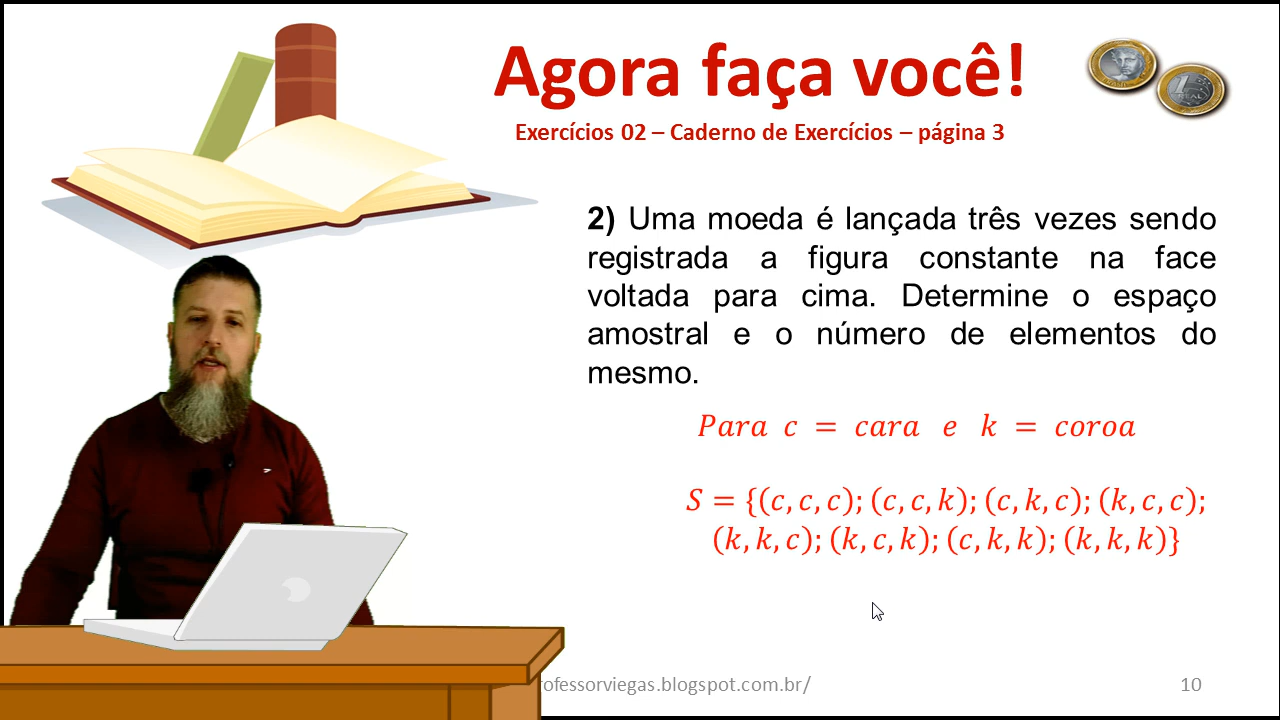 Agora faça você!
Exercícios 02 – Caderno de Exercícios – página 3
2) Uma moeda é lançada três vezes sendo
registrada a figura constante na face
voltada para cima. Determine o espaço
amostral e o número de elementos do
mesmo.
Para c = cara e k = coroa
S = {(c, c, c); (c, c, k); (c, k, c); (k, c, c);
(k, k, c); (k, c, k); (c, k, k); (k, k, k)}
rofessorviegas.blogspot.com.br/
10